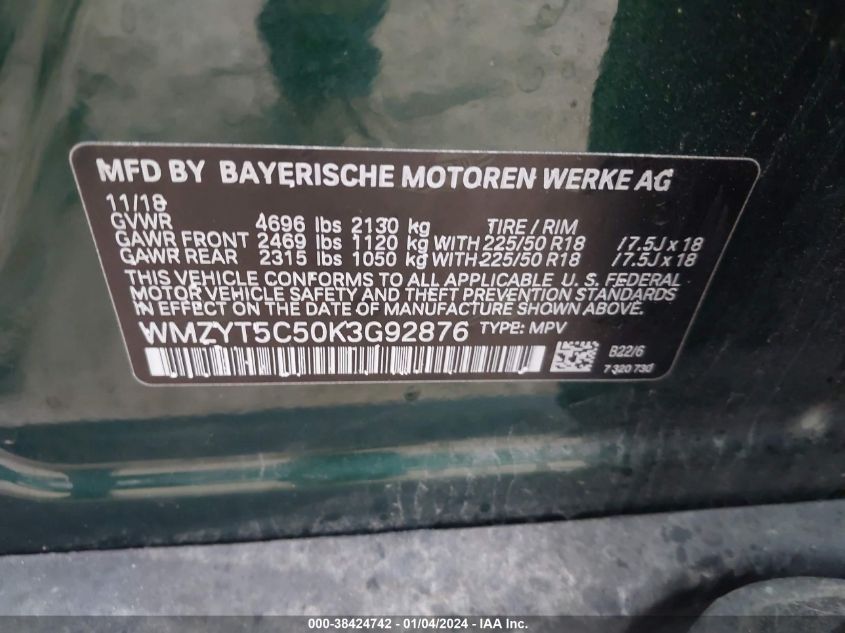 MFD BY BAYERISCHE MOTOREN WERKE AG
11/18
GVWR 4696 lbs 2130 kg TIRE / RIM
GAWR FRONT 2469 lbs 1120 kg WITH 225/50 R18 / 7.5J x 18
GAWR REAR 2315 lbs 1050 kg WITH 225/50 R18 / 7.5J x 18
THIS VEHICLE CONFORMS TO ALL APPLICABLE U. S. FEDERAL
MOTOR VEHICLE SAFETY AND THEFT PREVENTION STANDARDS
IN EFFECT ON THE DATE OF MANUFACTURE SHOWN ABOVE.
WMZYT5C50K3G92876 TYPE: MPV
B22/6
7 320 730
000-38424742 - 01/04/2024 - IAA Inc.